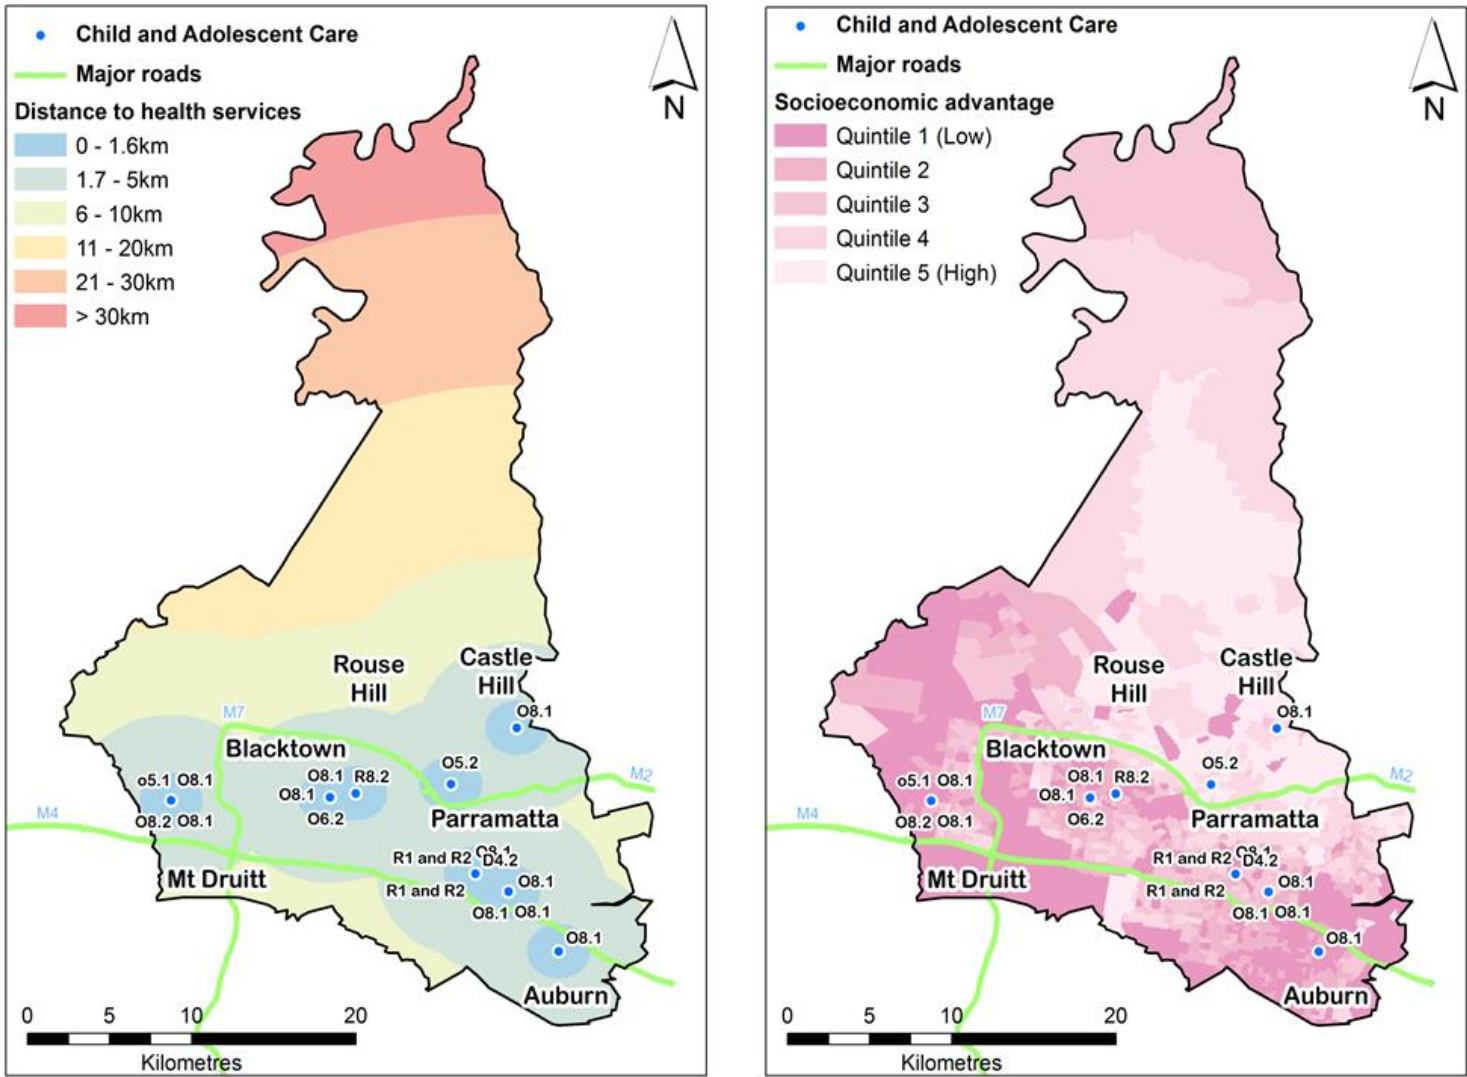 Child and Adolescent Care
Major roads
Distance to health services
0 - 1.6km
1.7 - 5km
6 - 10km
11 - 20km
21 - 30km
> 30km
N
Rouse
Hill
Castle
Hill
O8.1
M7
Blacktown
O5.2
M2
o5.1 O8.1
O8.1 R8.2
O8.1
M4
O8.2 O8.1
O6.2
Parramatta
O8.1
R1 and R2 D4.2
Mt Druitt
R1 and R2
O8.1
O8.1 O8.1
O8.1
Auburn
0 5 10 20
Kilometres
Child and Adolescent Care
Major roads
Socioeconomic advantage
Quintile 1 (Low)
Quintile 2
Quintile 3
Quintile 4
Quintile 5 (High)
N
Rouse
Hill
Castle
Hill
O8.1
M7
Blacktown
O5.2
M2
o5.1 O8.1
O8.1 R8.2
O8.1
M4
O8.2 O8.1
O6.2
Parramatta
O8.1
R1 and R2 D4.2
Mt Druitt
R1 and R2
O8.1
O8.1 O8.1
O8.1
Auburn
0 5 10 20
Kilometres